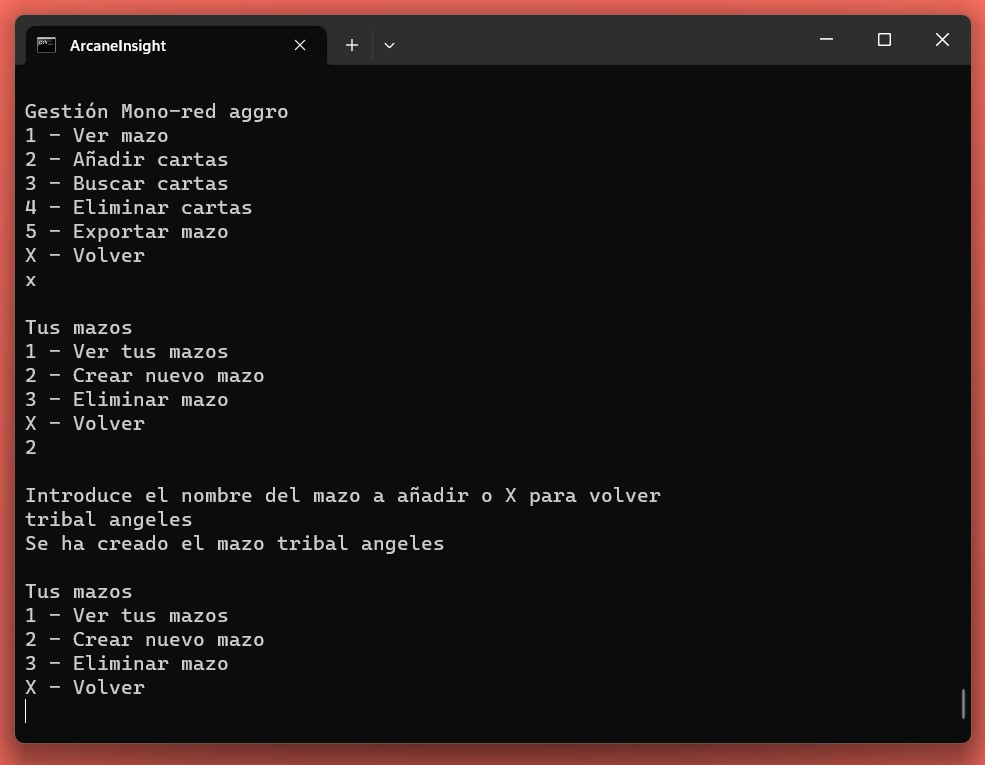 ArcaneInsight
Gestión Mono-red aggro
1 - Ver mazo
2 - Añadir cartas
3 - Buscar cartas
4 - Eliminar cartas
5 - Exportar mazo
X - Volver
x
Tus mazos
1 - Ver tus mazos
2 - Crear nuevo mazo
3 - Eliminar mazo
X - Volver
2
Introduce el nombre del mazo a añadir o X para volver
tribal angeles
Se ha creado el mazo tribal angeles
Tus mazos
1 - Ver tus mazos
2 - Crear nuevo mazo
3 - Eliminar mazo
X - Volver